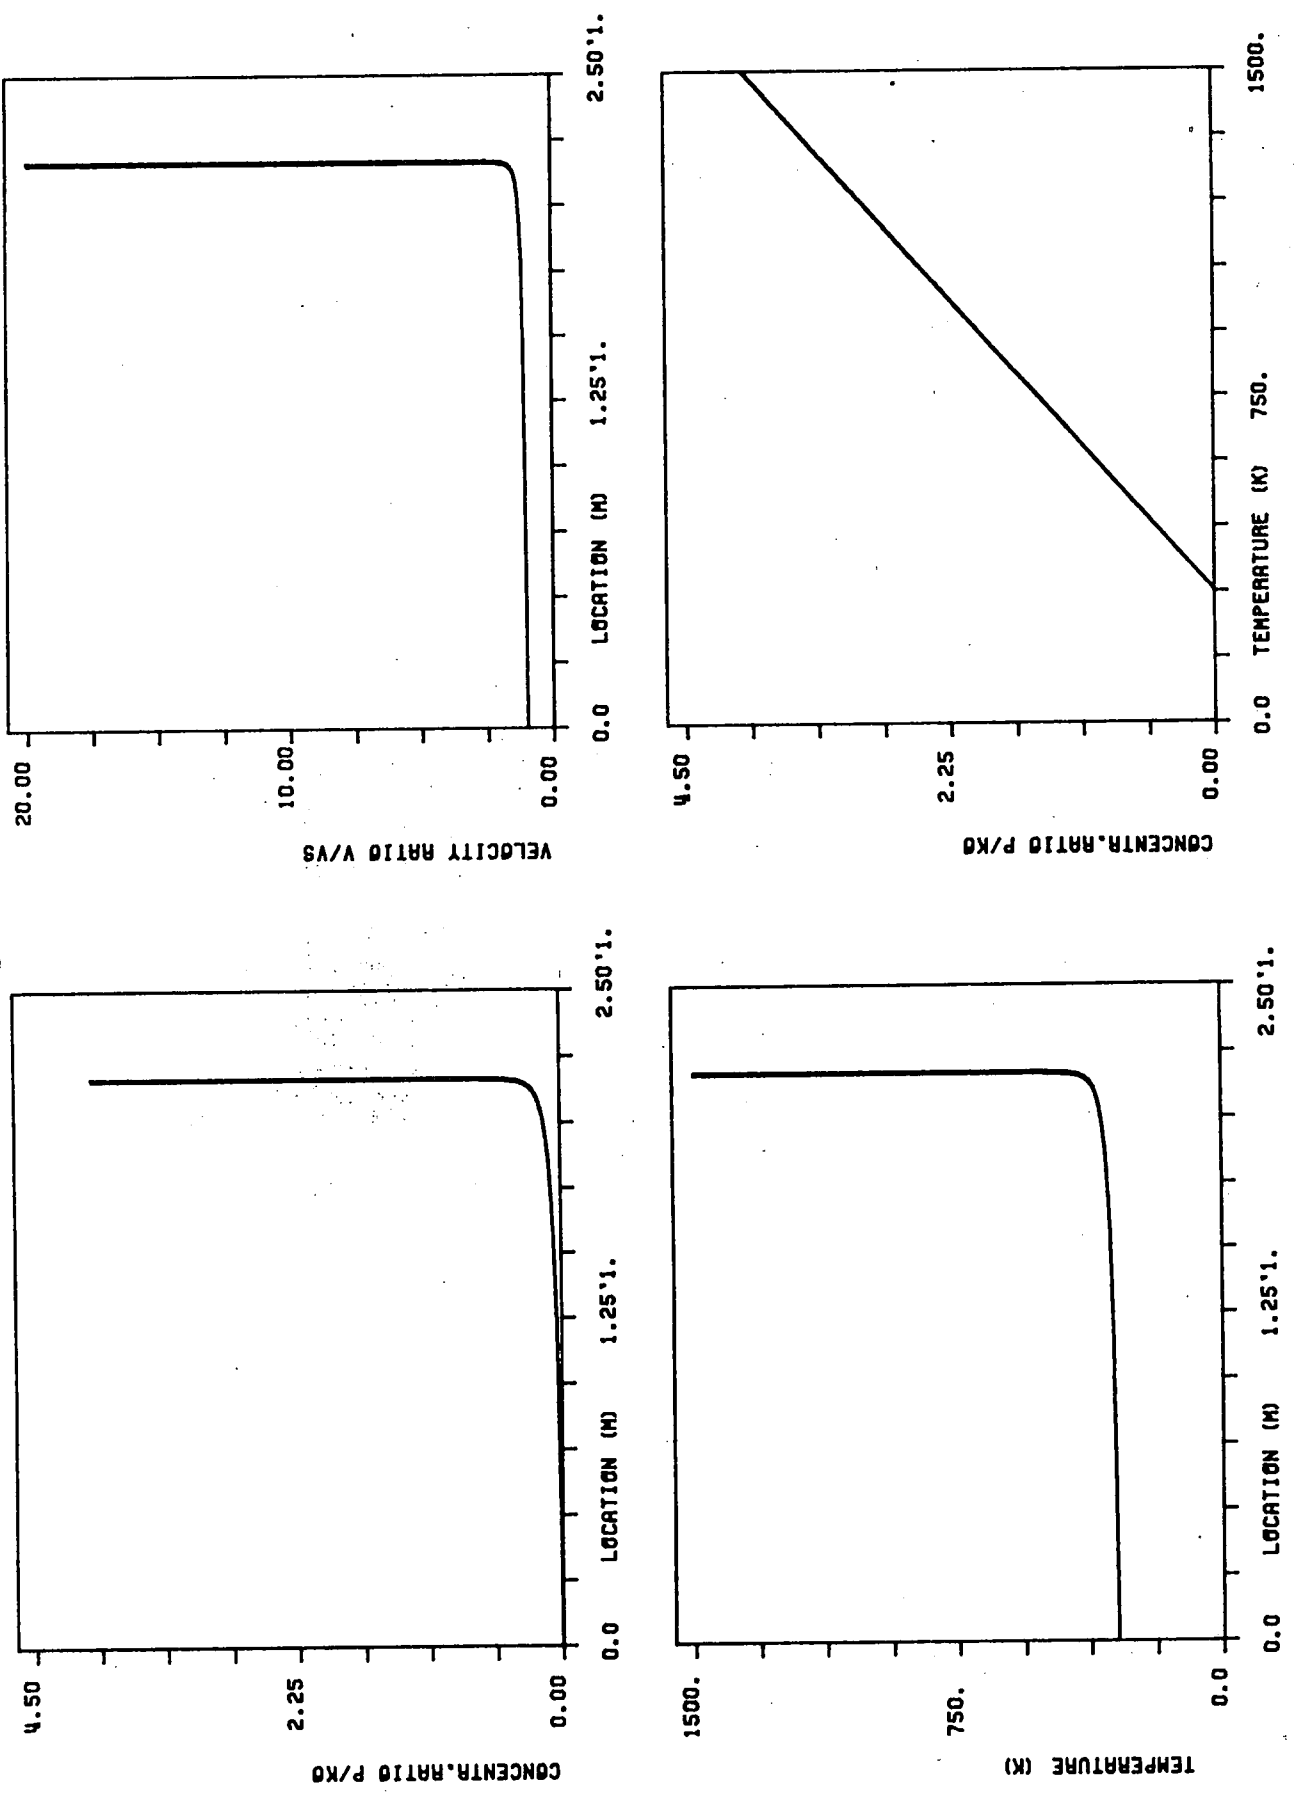 CONCENTR.RATIO P/KO
4.50
2.25
0.00
0.0 LOCATION (M) 1.25'1. 2.50'1.
VELOCITY RATIO V/VS
20.00
10.00
0.00
0.0 LOCATION (M) 1.25'1. 2.50'1.
TEMPERATURE (K)
1500.
750.
0.0
0.0 LOCATION (M) 1.25'1. 2.50'1.
CONCENTR.RATIO P/KO
4.50
2.25
0.00
0.0 TEMPERATURE (K) 750. 1500.